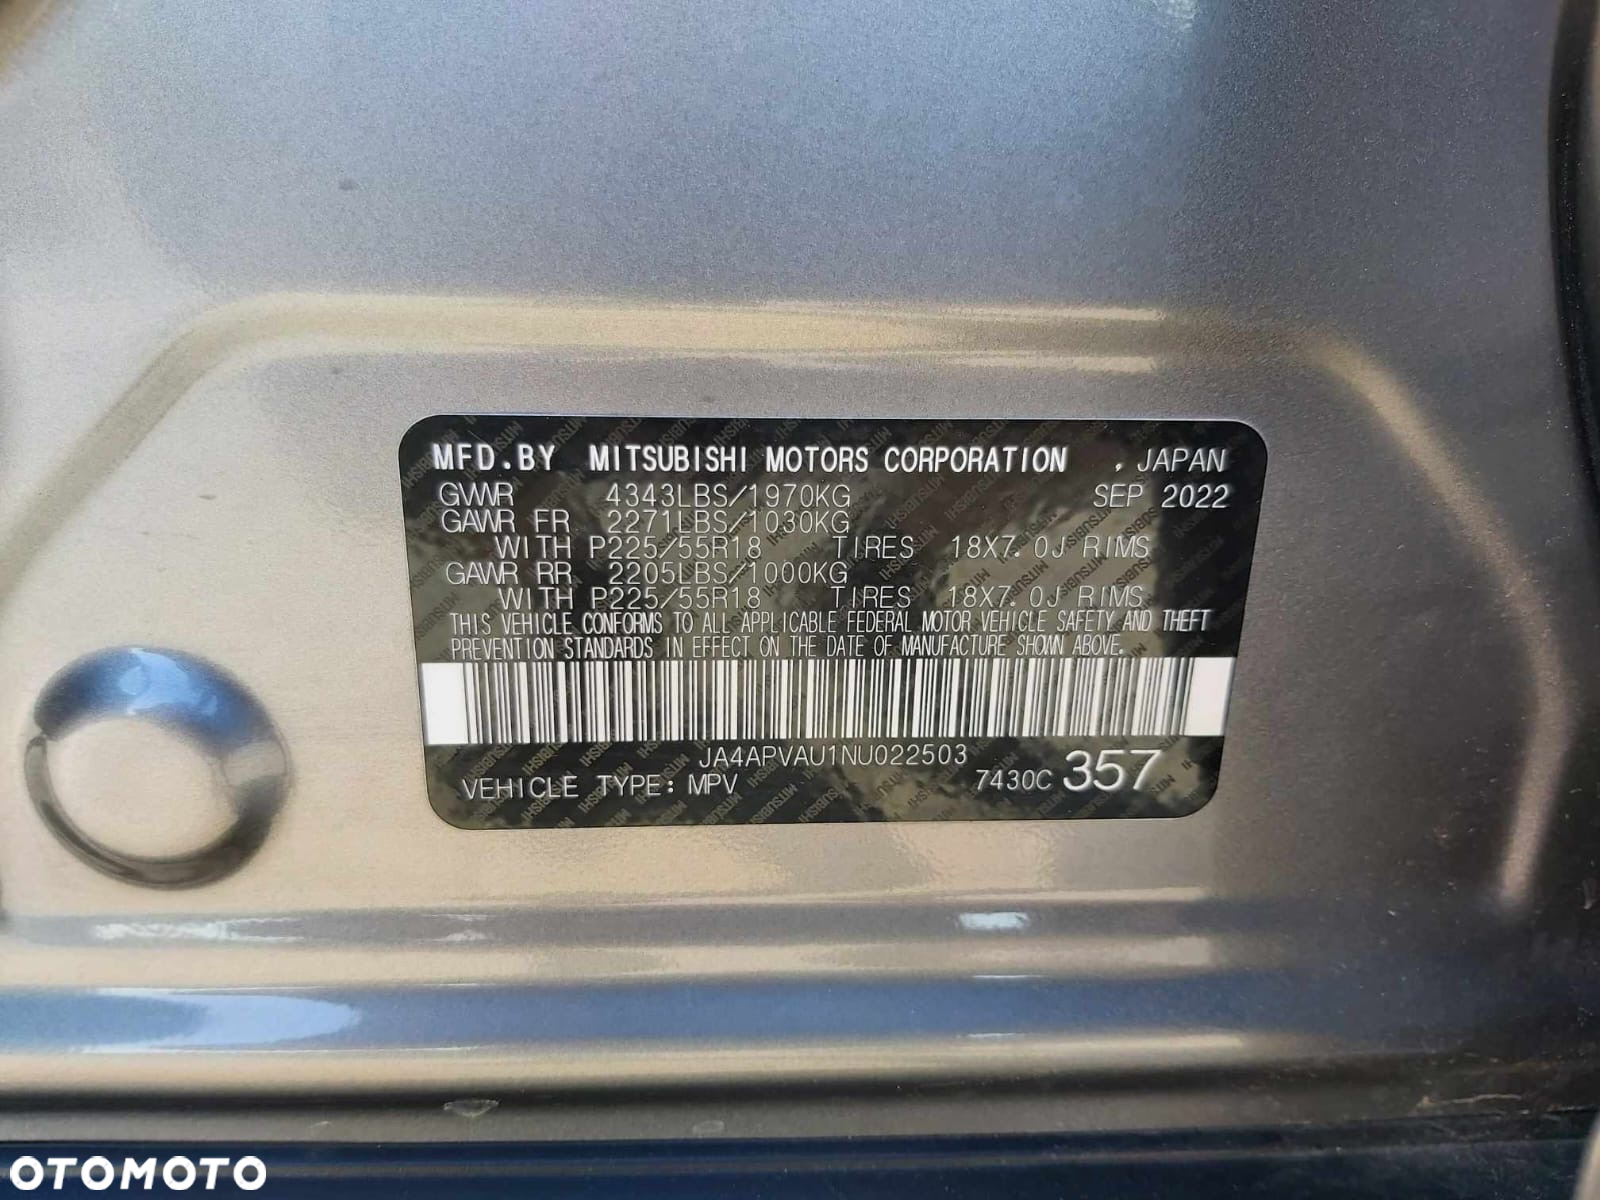 MFD.BY MITSUBISHI MOTORS CORPORATION , JAPAN
GVWR 4343LBS/1970KG SEP 2022
GAWR FR 2271LBS/1030KG
WITH P225/55R18 TIRES 18X7.0J RIMS
GAWR RR 2205LBS/1000KG
WITH P225/55R18 TIRES 18X7.0J RIMS
THIS VEHICLE CONFORMS TO ALL APPLICABLE FEDERAL MOTOR VEHICLE SAFETY AND THEFT
PREVENTION STANDARDS IN EFFECT ON THE DATE OF MANUFACTURE SHOWN ABOVE.
JA4APVAU1NU022503
VEHICLE TYPE: MPV 7430C 357
OTOMOTO